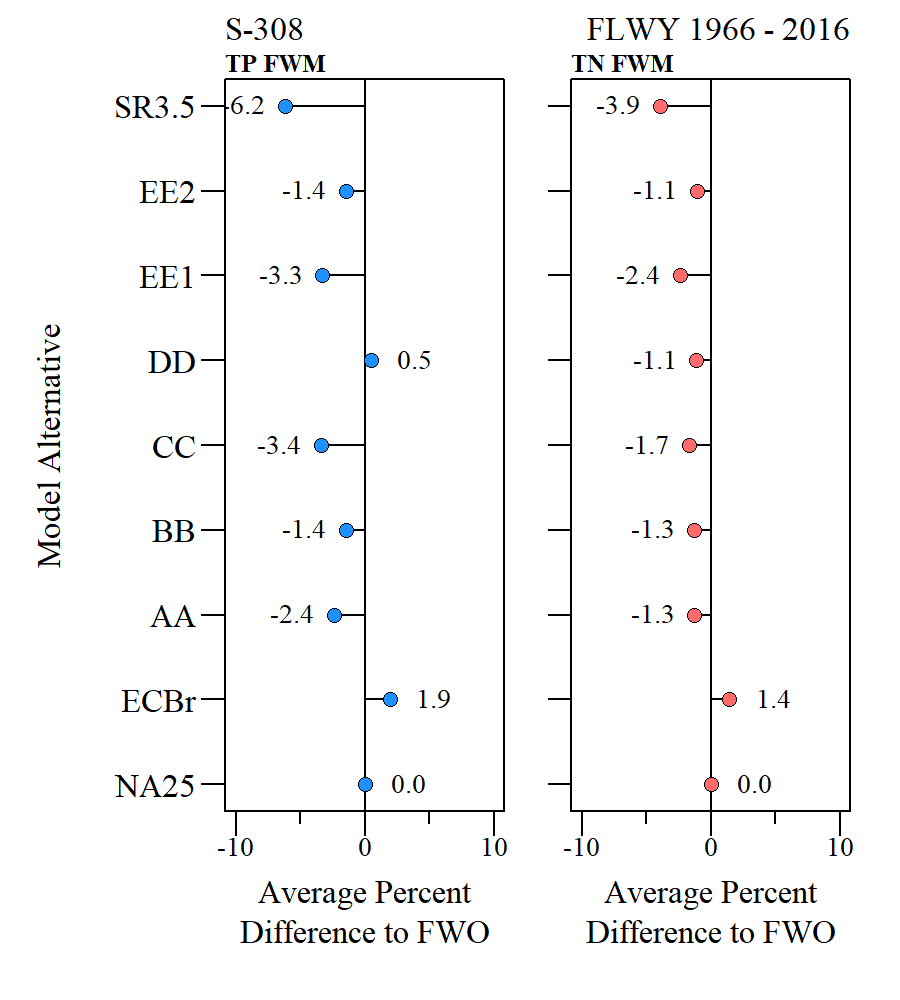 S-308
FLWY 1966 - 2016
TP FWM
TN FWM
SR3.5
-6.2
-3.9
EE2
-1.4
-1.1
EE1
-3.3
-2.4
DD
0.5
-1.1
CC
-3.4
-1.7
BB
-1.4
-1.3
AA
-2.4
-1.3
ECBr
1.9
1.4
NA25
0.0
0.0
Model Alternative
-10 0 10
-10 0 10
Average Percent
Difference to FWO
Average Percent
Difference to FWO